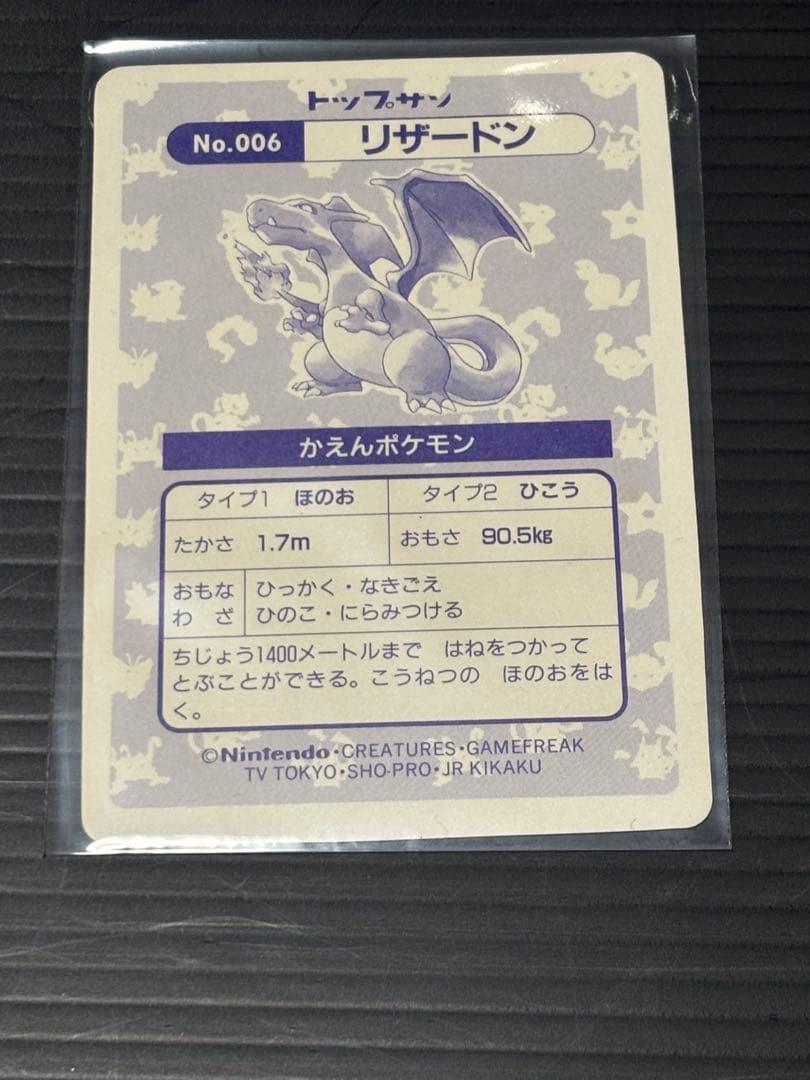 トップサン
No.006 リザードン
かえんポケモン
タイプ1 ほのお タイプ2 ひこう
たかさ 1.7m おもさ 90.5kg
おもな ひっかく・なきごえ
わ ざ ひのこ・にらみつける
ちじょう1400メートルまで はねをつかって
とぶことができる。こうねつの ほのおをは
く。
©Nintendo・CREATURES・GAMEFREAK
TV TOKYO・SHO-PRO・JR KIKAKU